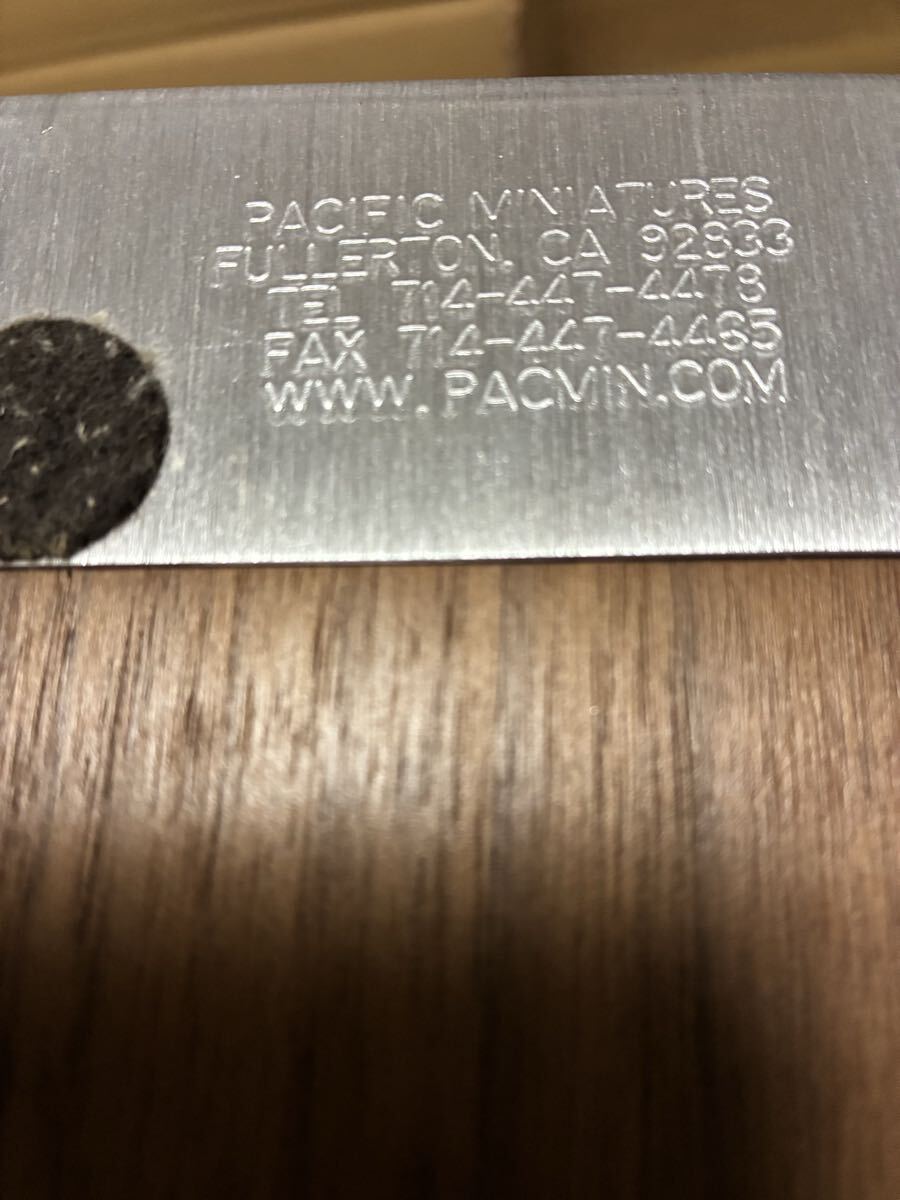 PACIFIC MINIATURES
FULLERTON, CA 92833
TEL 714-447-4478
FAX 714-447-4465
WWW.PACMIN.COM